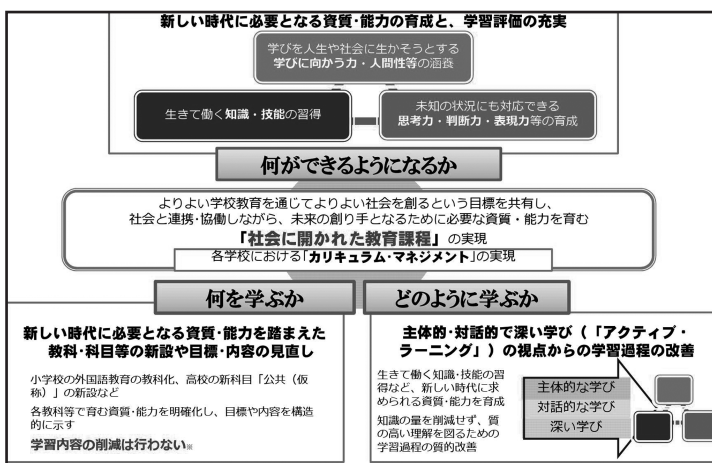 新しい時代に必要となる資質･能力の育成と、学習評価の充実
学びを人生や社会に生かそうとする
学びに向かう力・人間性等の涵養
生きて働く知識・技能の習得
未知の状況にも対応できる
思考力・判断力・表現力等の育成
何ができるようになるか
よりよい学校教育を通じてよりよい社会を創るという目標を共有し、
社会と連携･協働しながら、未来の創り手となるために必要な資質・能力を育む
「社会に開かれた教育課程」の実現
各学校における「カリキュラム･マネジメント」の実現
何を学ぶか
新しい時代に必要となる資質･能力を踏まえた
教科･科目等の新設や目標･内容の見直し
小学校の外国語教育の教科化、高校の新科目「公共（仮
称）」の新設など
各教科等で育む資質･能力を明確化し、目標や内容を構造
的に示す
学習内容の削減は行わない※
どのように学ぶか
主体的･対話的で深い学び（「アクティブ・
ラーニング」）の視点からの学習過程の改善
生きて働く知識･技能の習
得など、新しい時代に求
められる資質･能力を育成
知識の量を削減せず、質
の高い理解を図るための
学習過程の質的改善
主体的な学び
対話的な学び
深い学び